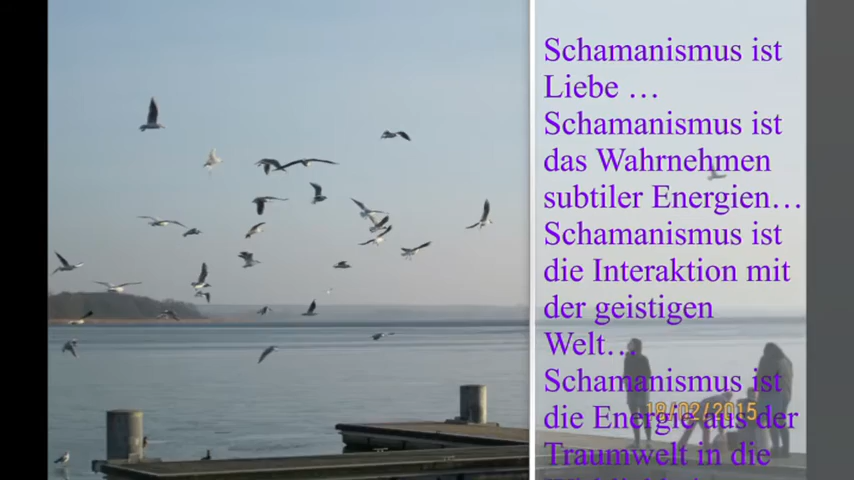 Schamanismus ist
Liebe …
Schamanismus ist
das Wahrnehmen
subtiler Energien…
Schamanismus ist
die Interaktion mit
der geistigen
Welt…
Schamanismus ist
die Energie aus der
18/02/2015
Traumwelt in die